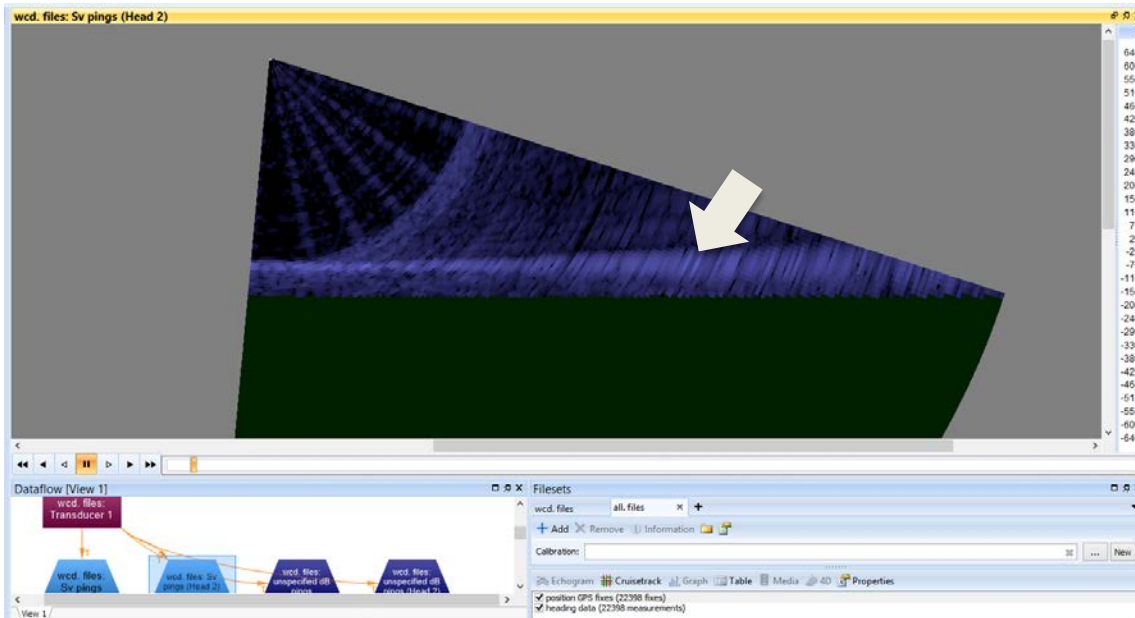 wcd. files: Sv pings (Head 2)
64
60
55
51
46
42
38
33
29
24
20
15
11
7
2
-2
-7
-11
-15
-20
-24
-29
-33
-38
-42
-46
-51
-55
-60
-64
Dataflow [View 1]
wcd. files:
Transducer 1
wcd. files:
Sv pings
wcd. files: Sv
pings (Head 2)
wcd. files:
unspecified dB
pings
wcd. files:
unspecified dB
pings (Head 2)
View 1
Filesets
wcd. files
all. files
Add Remove Information
Calibration:
... New
Echogram Cruisetrack Graph Table Media 4D Properties
position GPS fixes (22398 fixes)
heading data (22398 measurements)